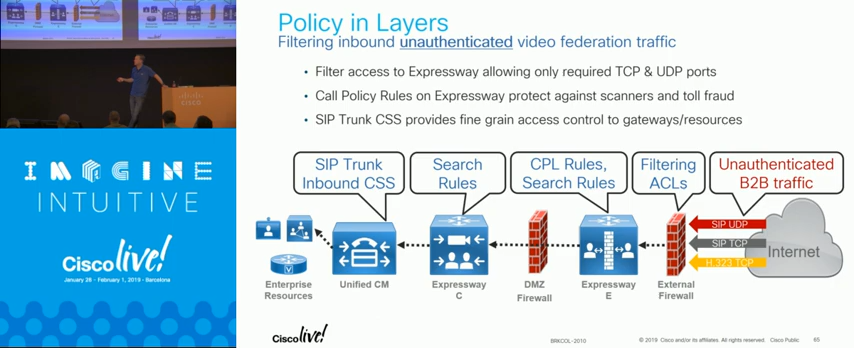 Policy in Layers
Filtering inbound unauthenticated video federation traffic
• Filter access to Expressway allowing only required TCP & UDP ports
• Call Policy Rules on Expressway protect against scanners and toll fraud
• SIP Trunk CSS provides fine grain access control to gateways/resources
SIP Trunk
Inbound CSS
Search
Rules
CPL Rules,
Search Rules
Filtering
ACLs
Unauthenticated
B2B traffic
SIP UDP
SIP TCP
H.323 TCP
Internet
Enterprise
Resources
Unified CM
Expressway
C
DMZ
Firewall
Expressway
E
External
Firewall
IMAGINE
INTUITIVE
Cisco live!
January 28 - February 1, 2019 • Barcelona
Cisco live!
BRKCOL-2010
© 2019 Cisco and/or its affiliates. All rights reserved. Cisco Public
65